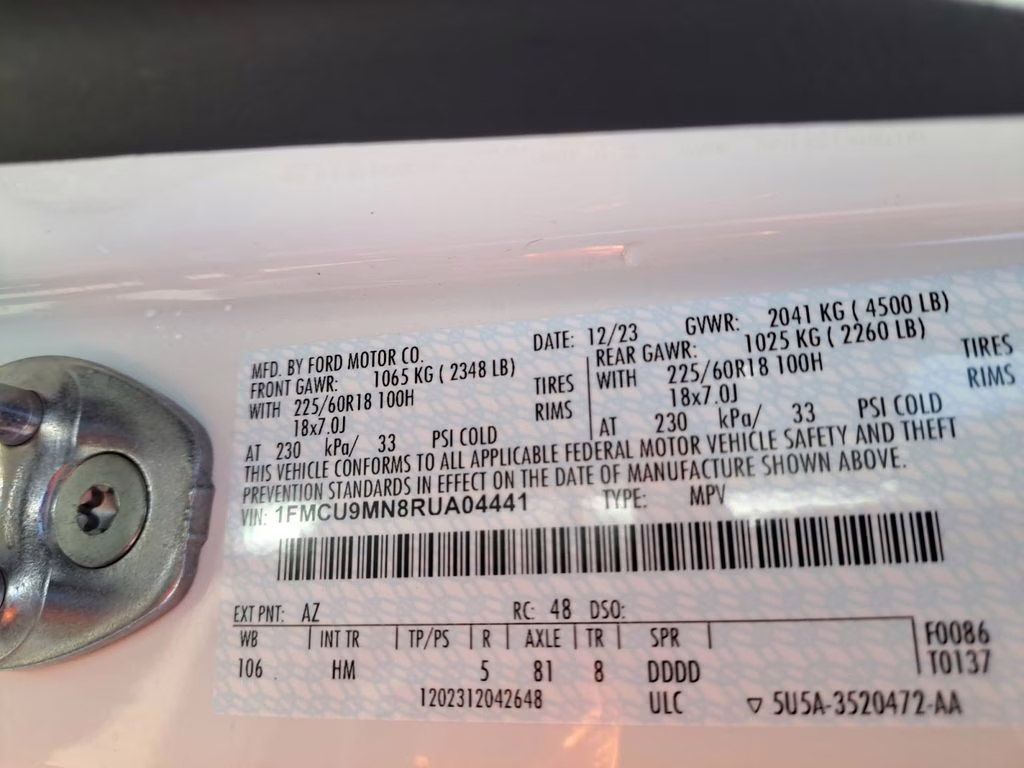 MFD. BY FORD MOTOR CO. DATE: 12/23 GVWR: 2041 KG ( 4500 LB)
FRONT GAWR: 1065 KG ( 2348 LB) REAR GAWR: 1025 KG ( 2260 LB)
WITH 225/60R18 100H TIRES WITH 225/60R18 100H TIRES
18x7.0J RIMS 18x7.0J RIMS
AT 230 kPa/ 33 PSI COLD AT 230 kPa/ 33 PSI COLD
THIS VEHICLE CONFORMS TO ALL APPLICABLE FEDERAL MOTOR VEHICLE SAFETY AND THEFT
PREVENTION STANDARDS IN EFFECT ON THE DATE OF MANUFACTURE SHOWN ABOVE.
VIN: 1FMCU9MN8RUA04441 TYPE: MPV
EXT PNT: AZ RC: 48 DSO:
WB INT TR TP/PS R AXLE TR SPR F0086
106 HM 5 81 8 DDDD T0137
1202312042648 ULC ▽ 5U5A-3520472-AA